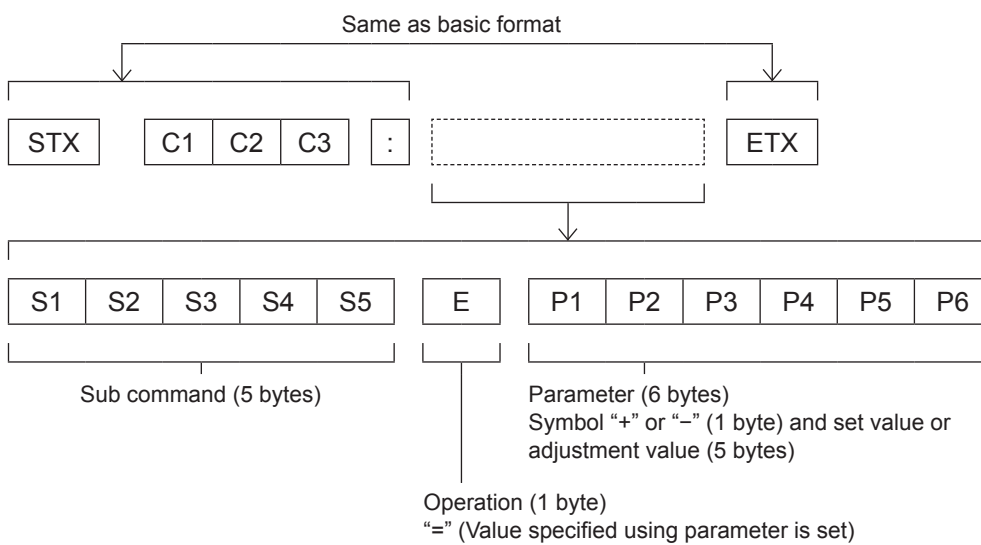 Same as basic format
STX C1 C2 C3 : ETX
S1 S2 S3 S4 S5 E P1 P2 P3 P4 P5 P6
Sub command (5 bytes)
Parameter (6 bytes)
Symbol “+” or “−” (1 byte) and set value or
adjustment value (5 bytes)
Operation (1 byte)
“=” (Value specified using parameter is set)